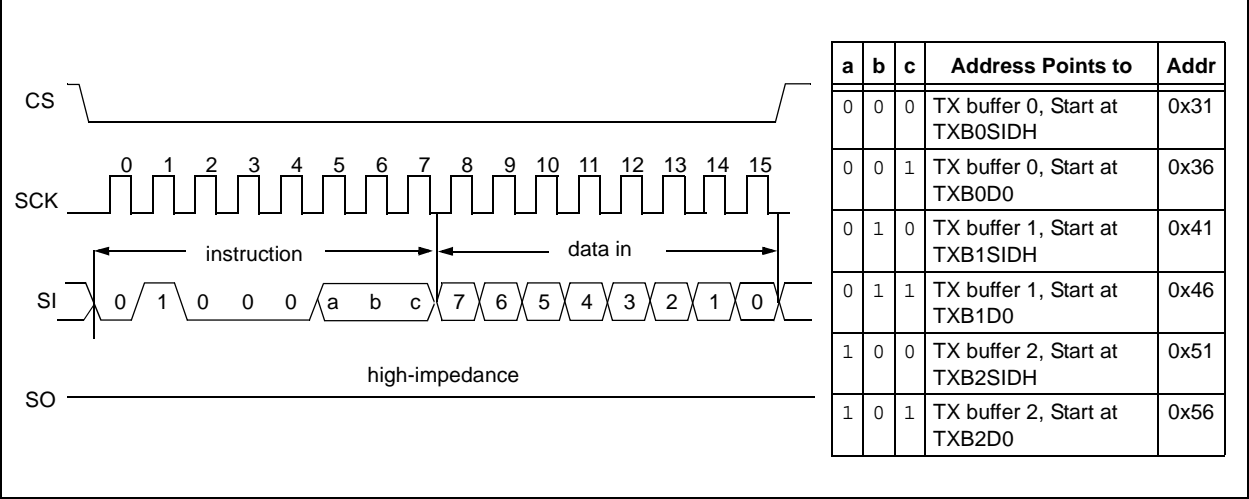 CS
0 1 2 3 4 5 6 7 8 9 10 11 12 13 14 15
SCK
instruction data in
SI 0 1 0 0 0 a b c 7 6 5 4 3 2 1 0
high-impedance
SO
a b c Address Points to Addr
0 0 0 TX buffer 0, Start at 0x31
TXB0SIDH
0 0 1 TX buffer 0, Start at 0x36
TXB0D0
0 1 0 TX buffer 1, Start at 0x41
TXB1SIDH
0 1 1 TX buffer 1, Start at 0x46
TXB1D0
1 0 0 TX buffer 2, Start at 0x51
TXB2SIDH
1 0 1 TX buffer 2, Start at 0x56
TXB2D0